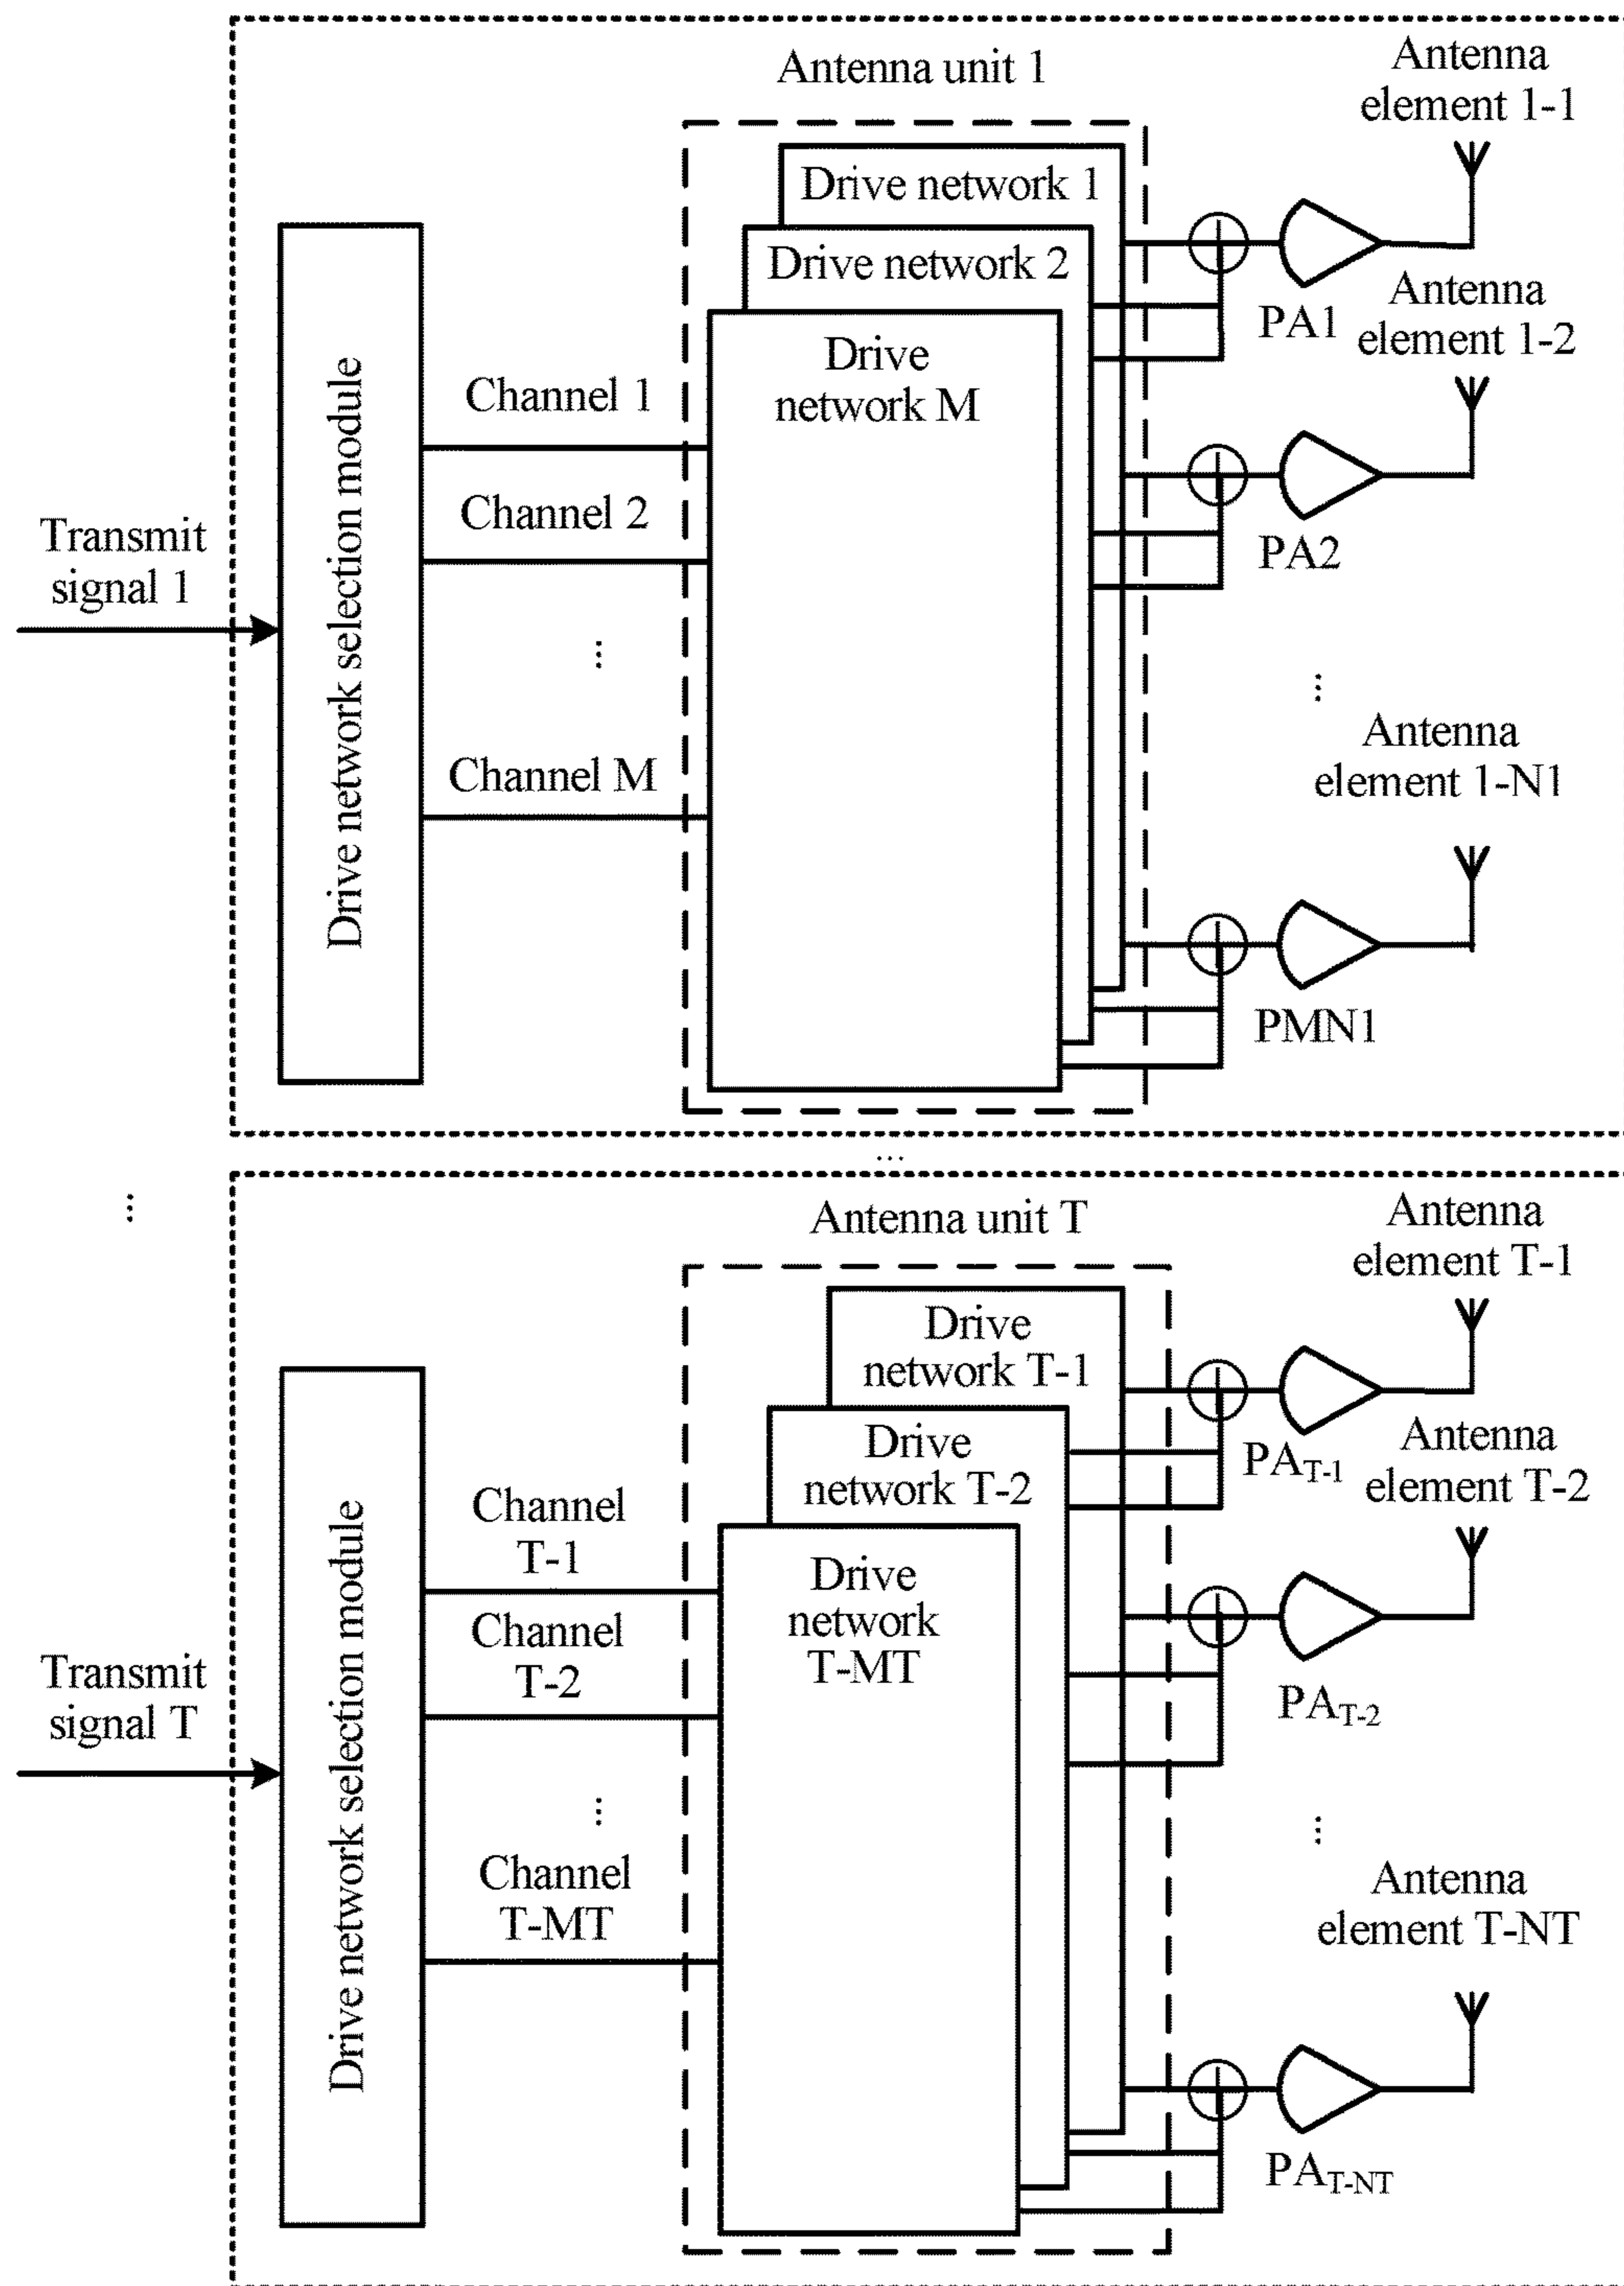 Antenna unit 1
Antenna
element 1-1
Drive network 1
Drive network 2
Drive
network M
PA1
Antenna
element 1-2
Drive network selection module
Channel 1
Channel 2
Transmit
signal 1
PA2
⋮
⋮
Channel M
Antenna
element 1-N1
PMN1
...
⋮
Antenna unit T
Antenna
element T-1
Drive
network T-1
Drive
network T-2
Drive
network
T-MT
PAT-1
Antenna
element T-2
Drive network selection module
Channel
T-1
Channel
T-2
Transmit
signal T
PAT-2
⋮
⋮
Channel
T-MT
Antenna
element T-NT
PAT-NT